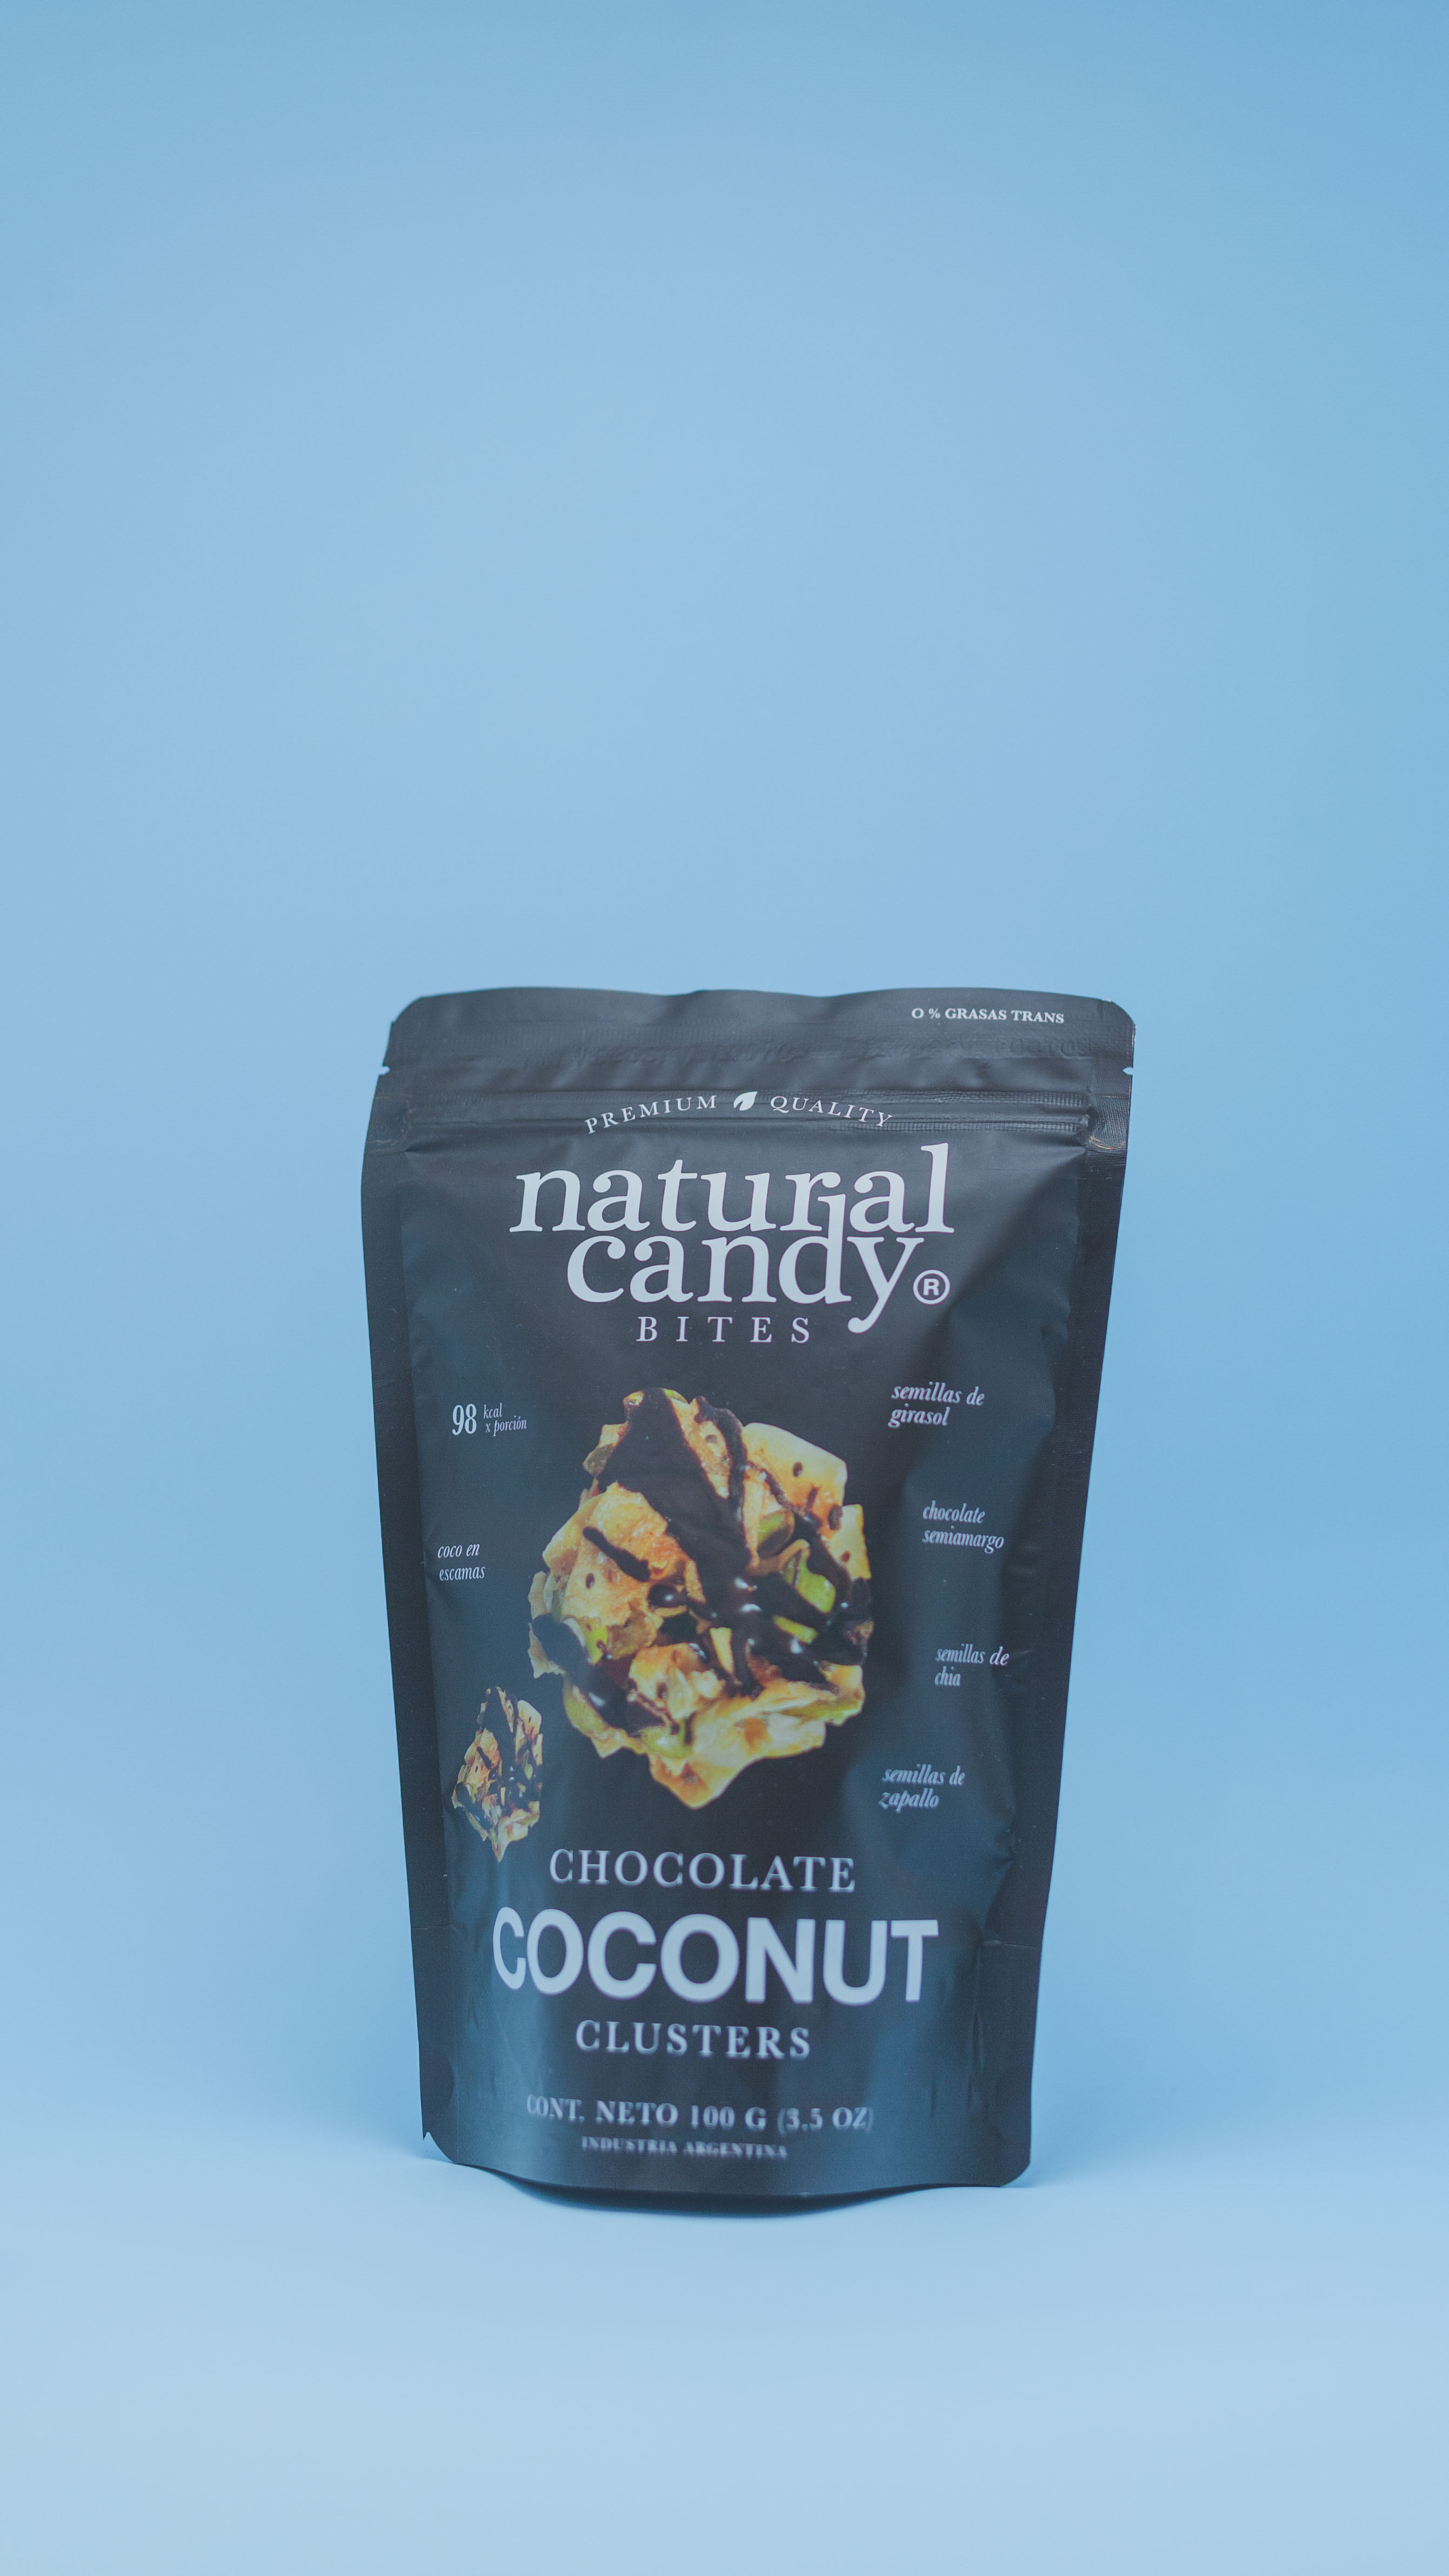 0 % GRASAS TRANS
PREMIUM QUALITY
natural
candy®
BITES
98 kcal
x porción
semillas de
girasol
chocolate
semiamargo
coco en
escamas
semillas de
chia
semillas de
zapallo
CHOCOLATE
COCONUT
CLUSTERS
CONT. NETO 100 G (3.5 OZ)
INDUSTRIA ARGENTINA